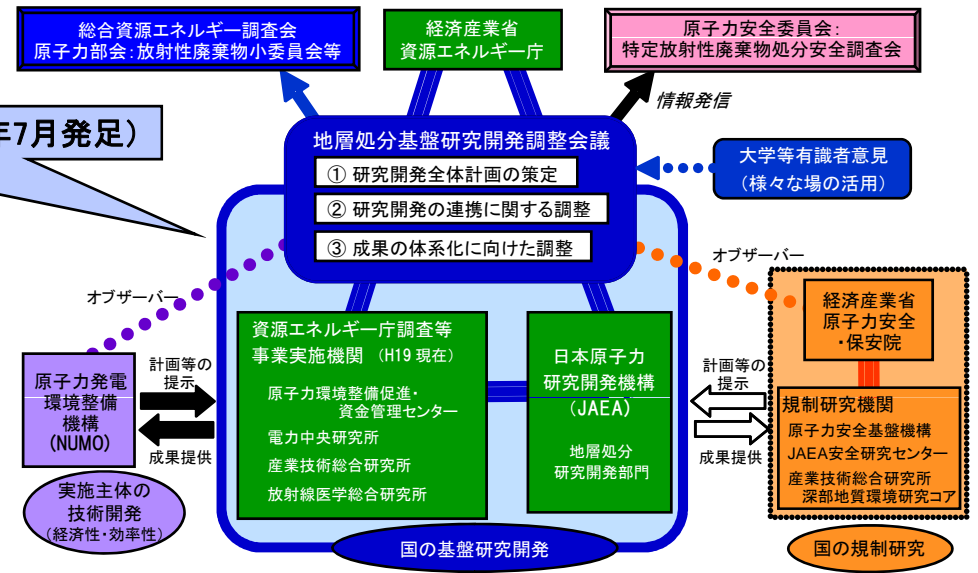 総合資源エネルギー調査会
原子力部会：放射性廃棄物小委員会等
経済産業省
資源エネルギー庁
原子力安全委員会：
特定放射性廃棄物処分安全調査会
情報発信
年7月発足）
地層処分基盤研究開発調整会議
① 研究開発全体計画の策定
② 研究開発の連携に関する調整
③ 成果の体系化に向けた調整
大学等有識者意見
（様々な場の活用）
オブザーバー
オブザーバー
原子力発電
環境整備
機構
(NUMO)
計画等の
提示
成果提供
実施主体の
技術開発
（経済性・効率性）
資源エネルギー庁調査等
事業実施機関 （H19 現在）
原子力環境整備促進・
資金管理センター
電力中央研究所
産業技術総合研究所
放射線医学総合研究所
日本原子力
研究開発機構
（JAEA）
地層処分
研究開発部門
国の基盤研究開発
計画等の
提示
成果提供
経済産業省
原子力安全
・保安院
規制研究機関
原子力安全基盤機構
JAEA安全研究センター
産業技術総合研究所
深部地質環境研究コア
国の規制研究